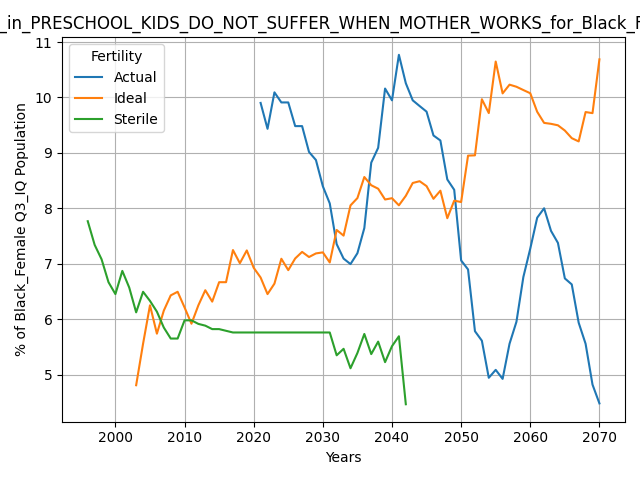 _in_PRESCHOOL_KIDS_DO_NOT_SUFFER_WHEN_MOTHER_WORKS_for_Black_F
Fertility
Actual
Ideal
Sterile
% of Black_Female Q3_IQ Population
11
10
9
8
7
6
5
2000 2010 2020 2030 2040 2050 2060 2070
Years